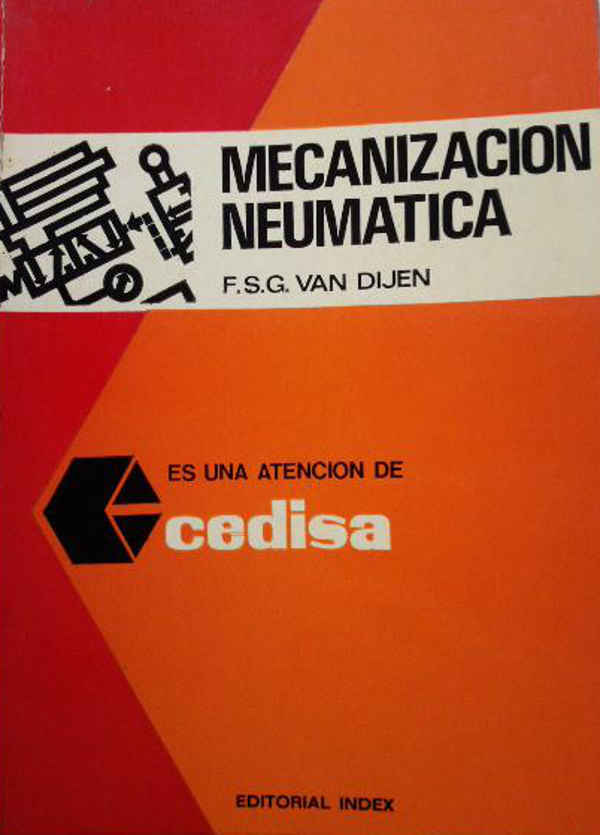 MECANIZACION
NEUMATICA
F.S.G. VAN DIJEN
ES UNA ATENCION DE
cedisa
EDITORIAL INDEX